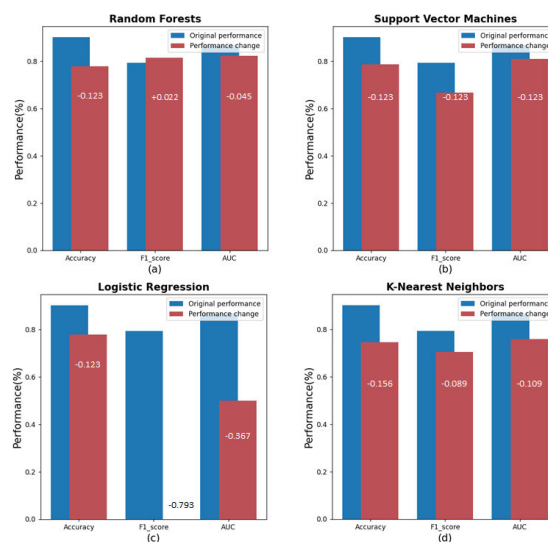 Random Forests
Original performance
Performance change
Performance(%)
0.8
0.6
0.4
0.2
0.0
-0.123
+0.022
-0.045
Accuracy
F1_score
AUC
(a)
Support Vector Machines
Original performance
Performance change
Performance(%)
0.8
0.6
0.4
0.2
0.0
-0.123
-0.123
-0.123
Accuracy
F1_score
AUC
(b)
Logistic Regression
Original performance
Performance change
Performance(%)
0.8
0.6
0.4
0.2
0.0
-0.123
-0.793
-0.367
Accuracy
F1_score
AUC
(c)
K-Nearest Neighbors
Original performance
Performance change
Performance(%)
0.8
0.6
0.4
0.2
0.0
-0.156
-0.089
-0.109
Accuracy
F1_score
AUC
(d)